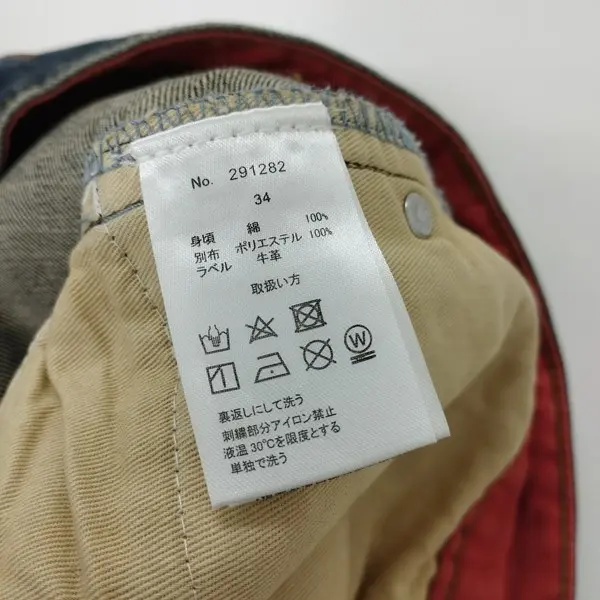 No. 291282
34
身頃 綿 100%
別布 ポリエステル 100%
ラベル 牛革
取扱い方
W
裏返しにして洗う
刺繍部分アイロン禁止
液温30℃を限度とする
単独で洗う